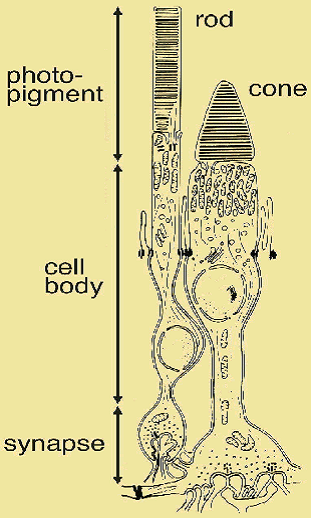 rod
photo-
pigment
cone
cell
body
synapse